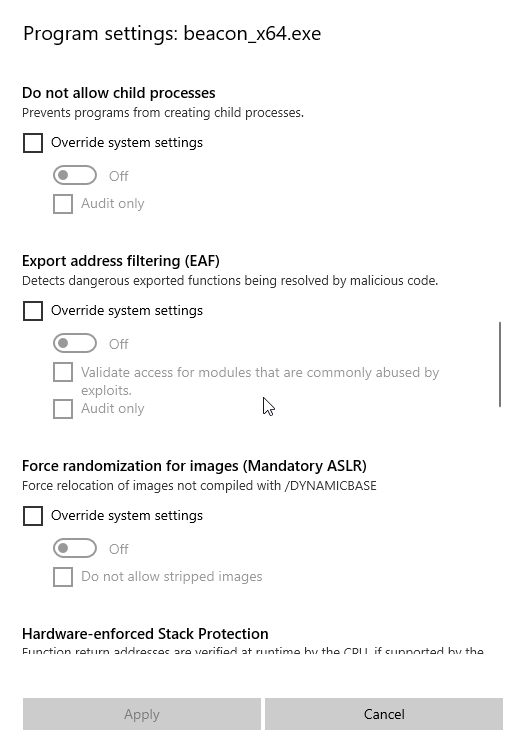 Program settings: beacon_x64.exe
Do not allow child processes
Prevents programs from creating child processes.
Override system settings
Off
Audit only
Export address filtering (EAF)
Detects dangerous exported functions being resolved by malicious code.
Override system settings
Off
Validate access for modules that are commonly abused by
exploits.
Audit only
Force randomization for images (Mandatory ASLR)
Force relocation of images not compiled with /DYNAMICBASE
Override system settings
Off
Do not allow stripped images
Hardware-enforced Stack Protection
Function return addresses are verified at runtime by the CPU, if supported by the
Apply
Cancel